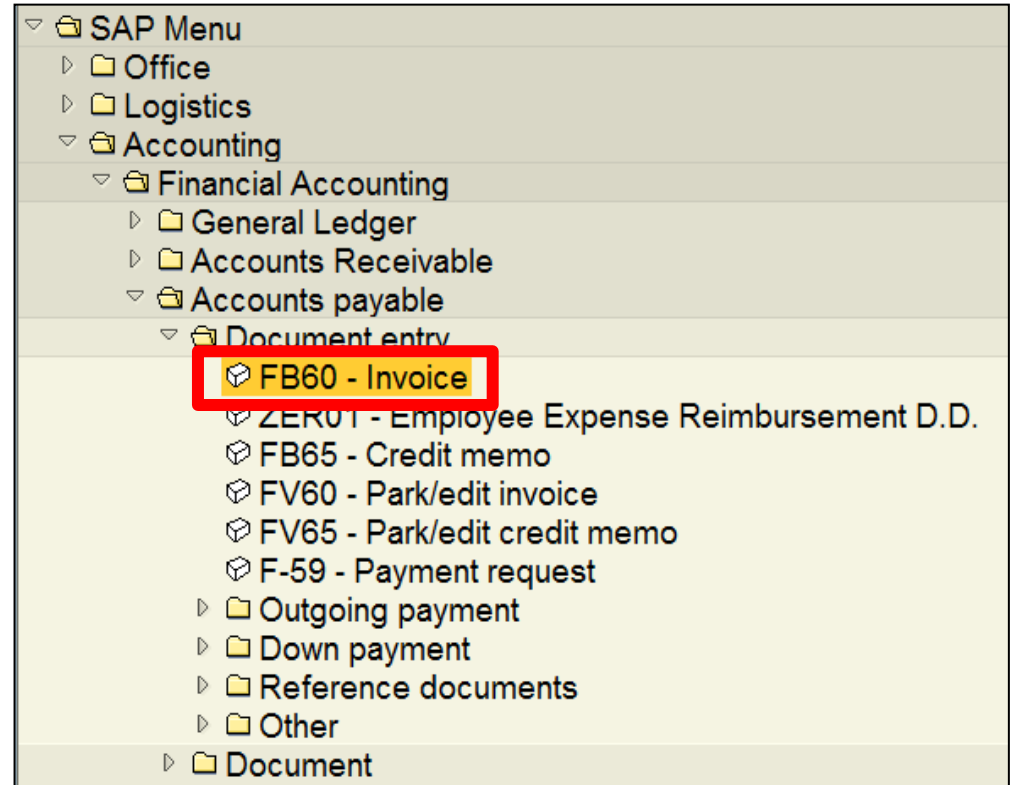 SAP Menu
Office
Logistics
Accounting
Financial Accounting
General Ledger
Accounts Receivable
Accounts payable
Document entry
FB60 - Invoice
ZER01 - Employee Expense Reimbursement D.D.
FB65 - Credit memo
FV60 - Park/edit invoice
FV65 - Park/edit credit memo
F-59 - Payment request
Outgoing payment
Down payment
Reference documents
Other
Document